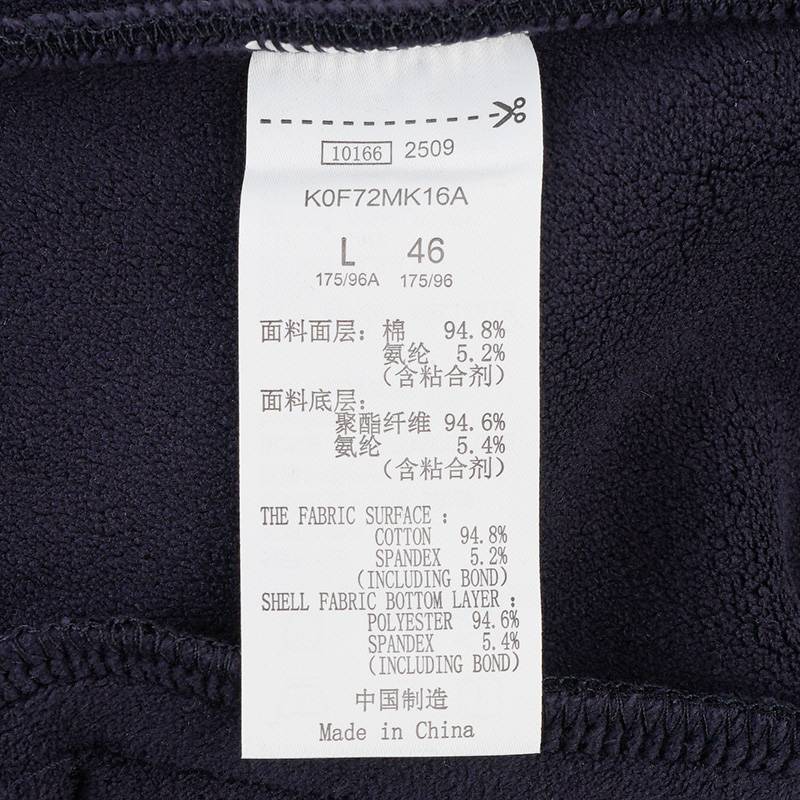 10166 2509
K0F72MK16A
L 46
175/96A 175/96
面料面层：棉 94.8%
氨纶 5.2%
（含粘合剂）
面料底层：
聚酯纤维 94.6%
氨纶 5.4%
（含粘合剂）
THE FABRIC SURFACE :
COTTON 94.8%
SPANDEX 5.2%
(INCLUDING BOND)
SHELL FABRIC BOTTOM LAYER :
POLYESTER 94.6%
SPANDEX 5.4%
(INCLUDING BOND)
中国制造
Made in China